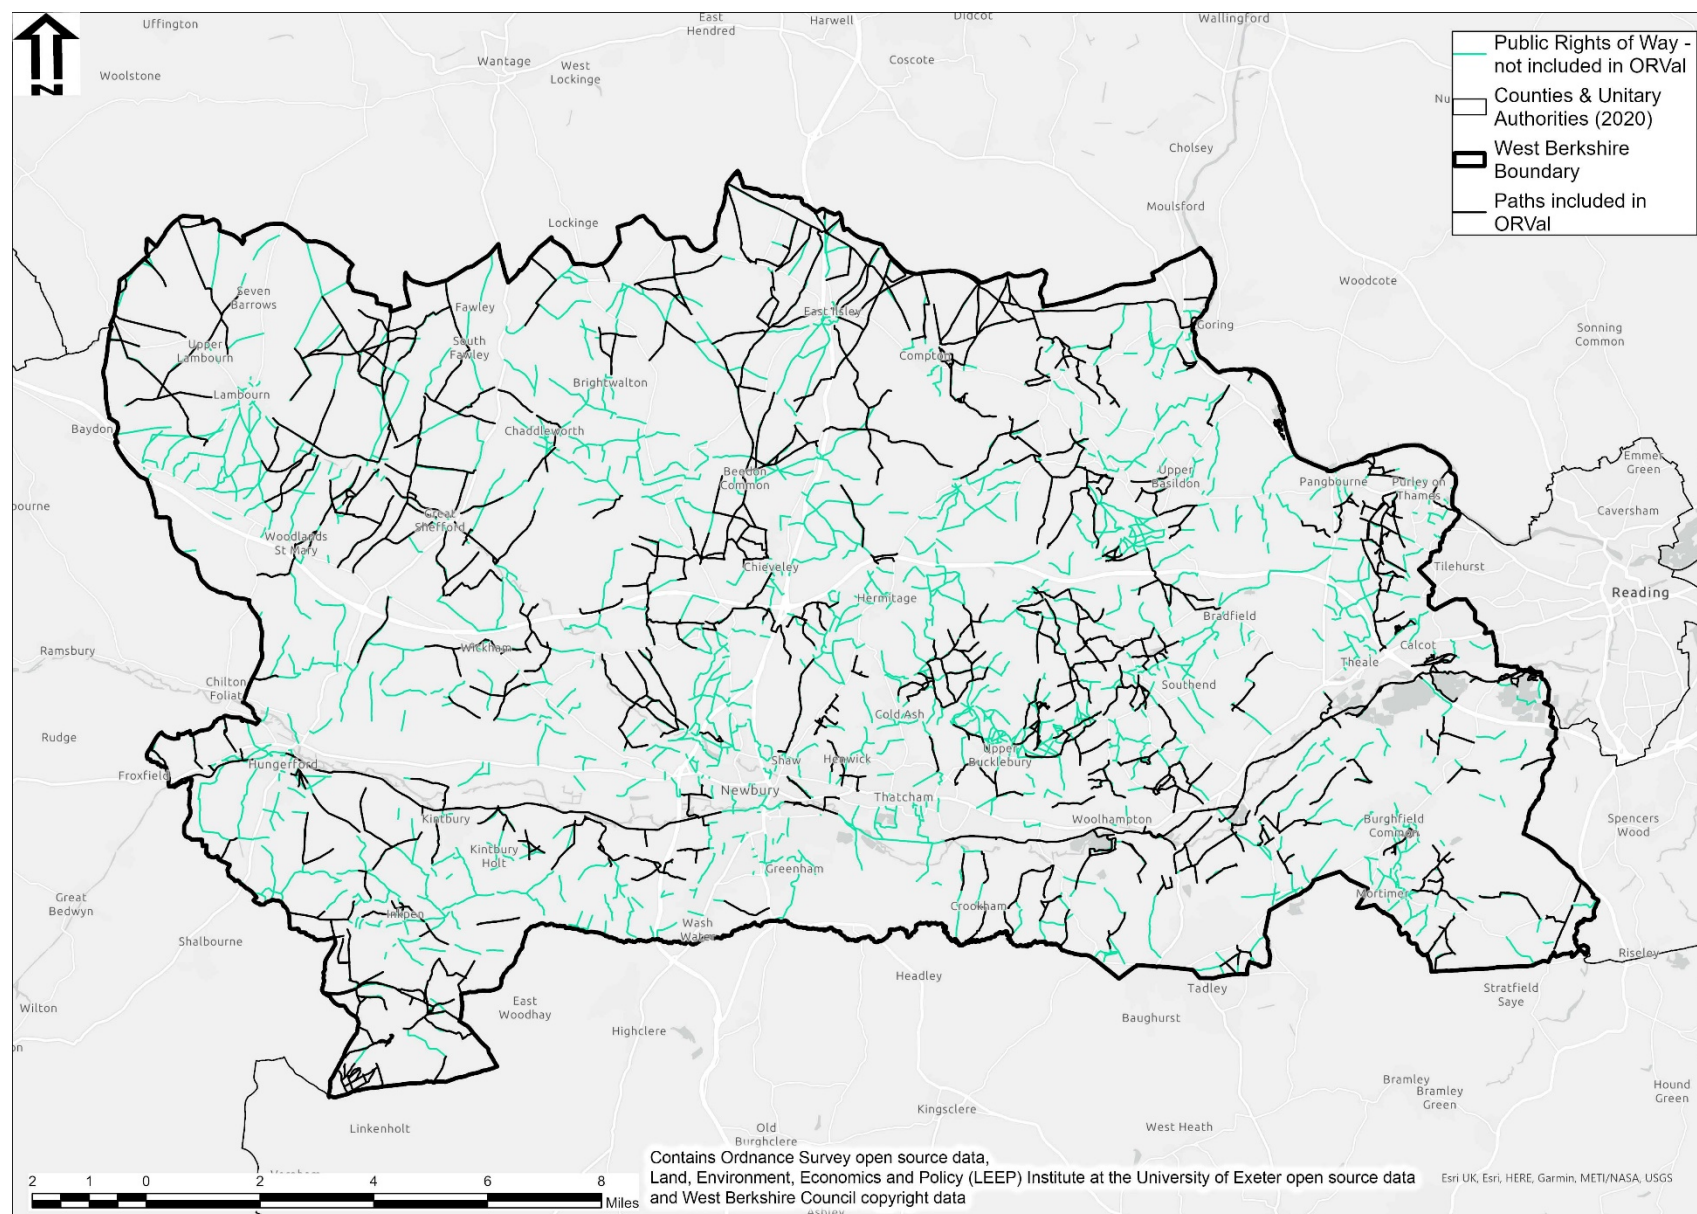 Uffington
East
Hendred
Harwell
Didcot
Wallingford
Woolstone
Wantage
West
Lockinge
Coscote
Cholsey
Moulsford
N
Public Rights of Way -
not included in ORVal
Counties & Unitary
Authorities (2020)
West Berkshire
Boundary
Paths included in
ORVal
Lockinge
Woodcote
Seven
Barrows
Fawley
East Ilsley
Goring
Sonning
Common
Upper
Lambourn
South
Fawley
Compton
Lambourn
Brightwalton
Baydon
Chaddleworth
Beedon
Common
Upper
Basildon
Pangbourne
Purley on
Thames
Emmer
Green
Caversham
bourne
Great
Shefford
Woodlands
St Mary
Chieveley
Tilehurst
Reading
Hermitage
Bradfield
Ramsbury
Wickham
Calcot
Theale
Chilton
Foliat
Southend
Cold Ash
Rudge
Froxfield
Hungerford
Shaw
Henwick
Upper
Bucklebury
Newbury
Thatcham
Kintbury
Woolhampton
Burghfield
Common
Spencers
Wood
Kintbury
Holt
Greenham
Great
Bedwyn
Inkpen
Crookham
Mortimer
Shalbourne
Wash
Water
Riseley
Headley
Tadley
Stratfield
Saye
Wilton
East
Woodhay
Highclere
Baughurst
on
Bramley
Bramley
Green
Hound
Green
Kingsclere
Linkenholt
Old
Burghclere
West Heath
Contains Ordnance Survey open source data,
Land, Environment, Economics and Policy (LEEP) Institute at the University of Exeter open source data
and West Berkshire Council copyright data
Esri UK, Esri, HERE, Garmin, METI/NASA, USGS
2 1 0 2 4 6 8
Miles